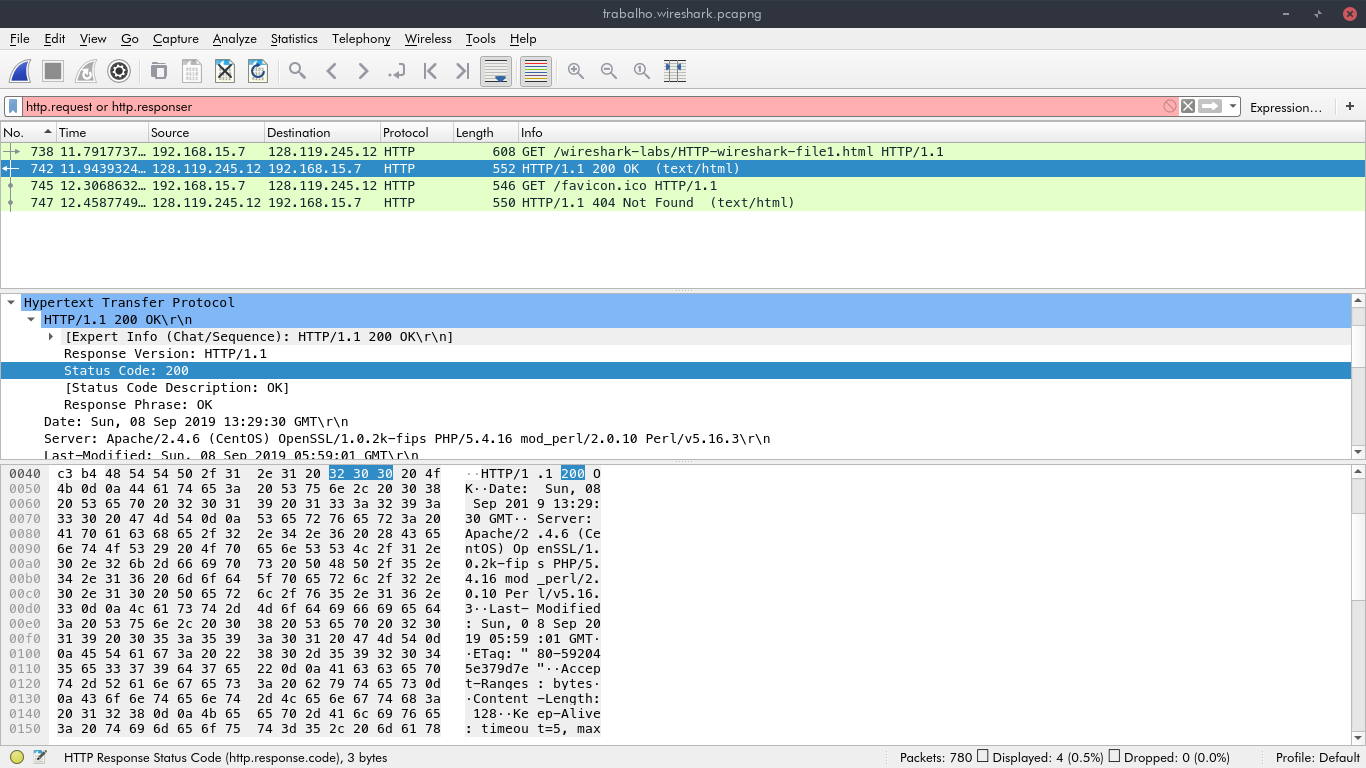 trabalho.wireshark.pcapng
File Edit View Go Capture Analyze Statistics Telephony Wireless Tools Help
http.request or http.responser Expression… +
No. Time Source Destination Protocol Length Info
738 11.7917737… 192.168.15.7 128.119.245.12 HTTP 608 GET /wireshark-labs/HTTP-wireshark-file1.html HTTP/1.1
742 11.9439324… 128.119.245.12 192.168.15.7 HTTP 552 HTTP/1.1 200 OK  (text/html)
745 12.3068632… 192.168.15.7 128.119.245.12 HTTP 546 GET /favicon.ico HTTP/1.1
747 12.4587749… 128.119.245.12 192.168.15.7 HTTP 550 HTTP/1.1 404 Not Found  (text/html)
Hypertext Transfer Protocol
HTTP/1.1 200 OK\r\n
[Expert Info (Chat/Sequence): HTTP/1.1 200 OK\r\n]
Response Version: HTTP/1.1
Status Code: 200
[Status Code Description: OK]
Response Phrase: OK
Date: Sun, 08 Sep 2019 13:29:30 GMT\r\n
Server: Apache/2.4.6 (CentOS) OpenSSL/1.0.2k-fips PHP/5.4.16 mod_perl/2.0.10 Perl/v5.16.3\r\n
Last-Modified: Sun, 08 Sep 2019 05:59:01 GMT\r\n
0040 c3 b4 48 54 54 50 2f 31 2e 31 20 32 30 30 20 4f ··HTTP/1 .1 200 O
0050 4b 0d 0a 44 61 74 65 3a 20 53 75 6e 2c 20 30 38 K··Date: Sun, 08
0060 20 53 65 70 20 32 30 31 39 20 31 33 3a 32 39 3a Sep 201 9 13:29:
0070 33 30 20 47 4d 54 0d 0a 53 65 72 76 65 72 3a 20 30 GMT·· Server:
0080 41 70 61 63 68 65 2f 32 2e 34 2e 36 20 28 43 65 Apache/2 .4.6 (Ce
0090 6e 74 4f 53 29 20 4f 70 65 6e 53 53 4c 2f 31 2e ntOS) Op enSSL/1.
00a0 30 2e 32 6b 2d 66 69 70 73 20 50 48 50 2f 35 2e 0.2k-fip s PHP/5.
00b0 34 2e 31 36 20 6d 6f 64 5f 70 65 72 6c 2f 32 2e 4.16 mod _perl/2.
00c0 30 2e 31 30 20 50 65 72 6c 2f 76 35 2e 31 36 2e 0.10 Per l/v5.16.
00d0 33 0d 0a 4c 61 73 74 2d 4d 6f 64 69 66 69 65 64 3··Last- Modified
00e0 3a 20 53 75 6e 2c 20 30 38 20 53 65 70 20 32 30 : Sun, 0 8 Sep 20
00f0 31 39 20 30 35 3a 35 39 3a 30 31 20 47 4d 54 0d 19 05:59 :01 GMT·
0100 0a 45 54 61 67 3a 20 22 38 30 2d 35 39 32 30 34 ·ETag: " 80-59204
0110 35 65 33 37 39 64 37 65 22 0d 0a 41 63 63 65 70 5e379d7e "··Accep
0120 74 2d 52 61 6e 67 65 73 3a 20 62 79 74 65 73 0d t-Ranges : bytes·
0130 0a 43 6f 6e 74 65 6e 74 2d 4c 65 6e 67 74 68 3a ·Content -Length:
0140 20 31 32 38 0d 0a 4b 65 65 70 2d 41 6c 69 76 65 128··Ke ep-Alive
0150 3a 20 74 69 6d 65 6f 75 74 3d 35 2c 20 6d 61 78 : timeou t=5, max
HTTP Response Status Code (http.response.code), 3 bytes Packets: 780 Displayed: 4 (0.5%) Dropped: 0 (0.0%) Profile: Default